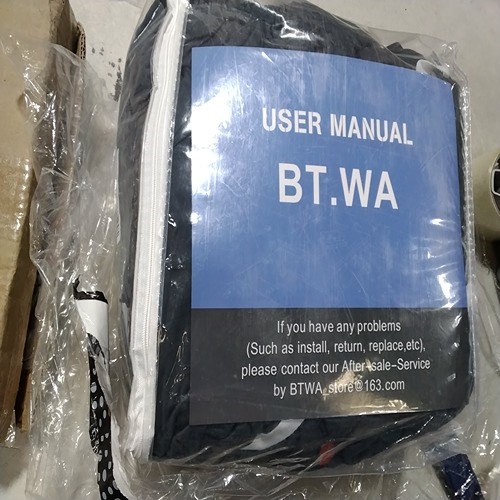 USER MANUAL
BT.WA
If you have any problems
(Such as install, return, replace,etc),
please contact our After-sale-Service
by BTWA_store@163.com